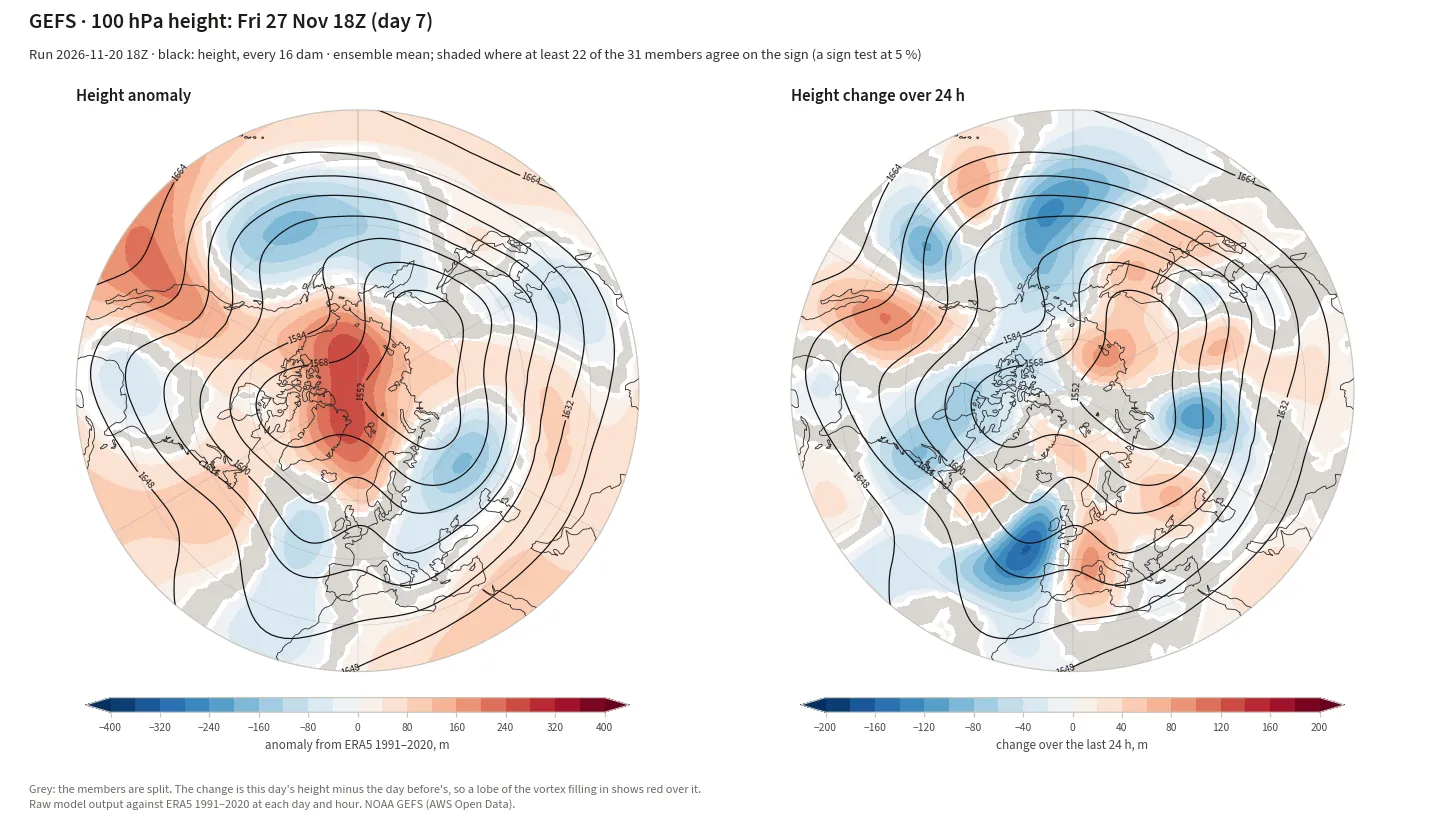 GEFS · 100 hPa height: Fri 27 Nov 18Z (day 7)
Run 2026-11-20 18Z · black: height, every 16 dam · ensemble mean; shaded where at least 22 of the 31 members agree on the sign (a sign test at 5 %)
Height anomaly
Height change over 24 h
1664
1664
1584
1568
1552
1632
1600
1648
1648
1664
1664
1584
1568
1552
1632
1600
1648
1648
−400 −320 −240 −160 −80 0 80 160 240 320 400
anomaly from ERA5 1991–2020, m
−200 −160 −120 −80 −40 0 40 80 120 160 200
change over the last 24 h, m
Grey: the members are split. The change is this day's height minus the day before's, so a lobe of the vortex filling in shows red over it.
Raw model output against ERA5 1991–2020 at each day and hour. NOAA GEFS (AWS Open Data).